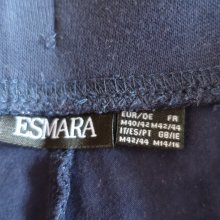 ESMARA
EUR/DE FR
M40/42 M42/44
IT/ES/PT GB/IE
M42/44 M14/16